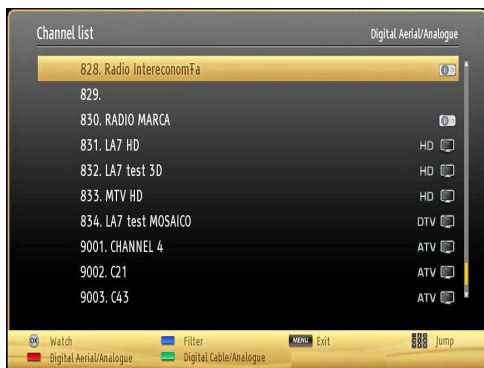 Channel list Digital Aerial/Analogue
828. Radio IntereconomŦa
829.
830. RADIO MARCA
831. LA7 HD HD
832. LA7 test 3D HD
833. MTV HD HD
834. LA7 test MOSAICO DTV
9001. CHANNEL 4 ATV
9002. C21 ATV
9003. C43 ATV
OK Watch Filter MENU Exit Jump
Digital Aerial/Analogue Digital Cable/Analogue